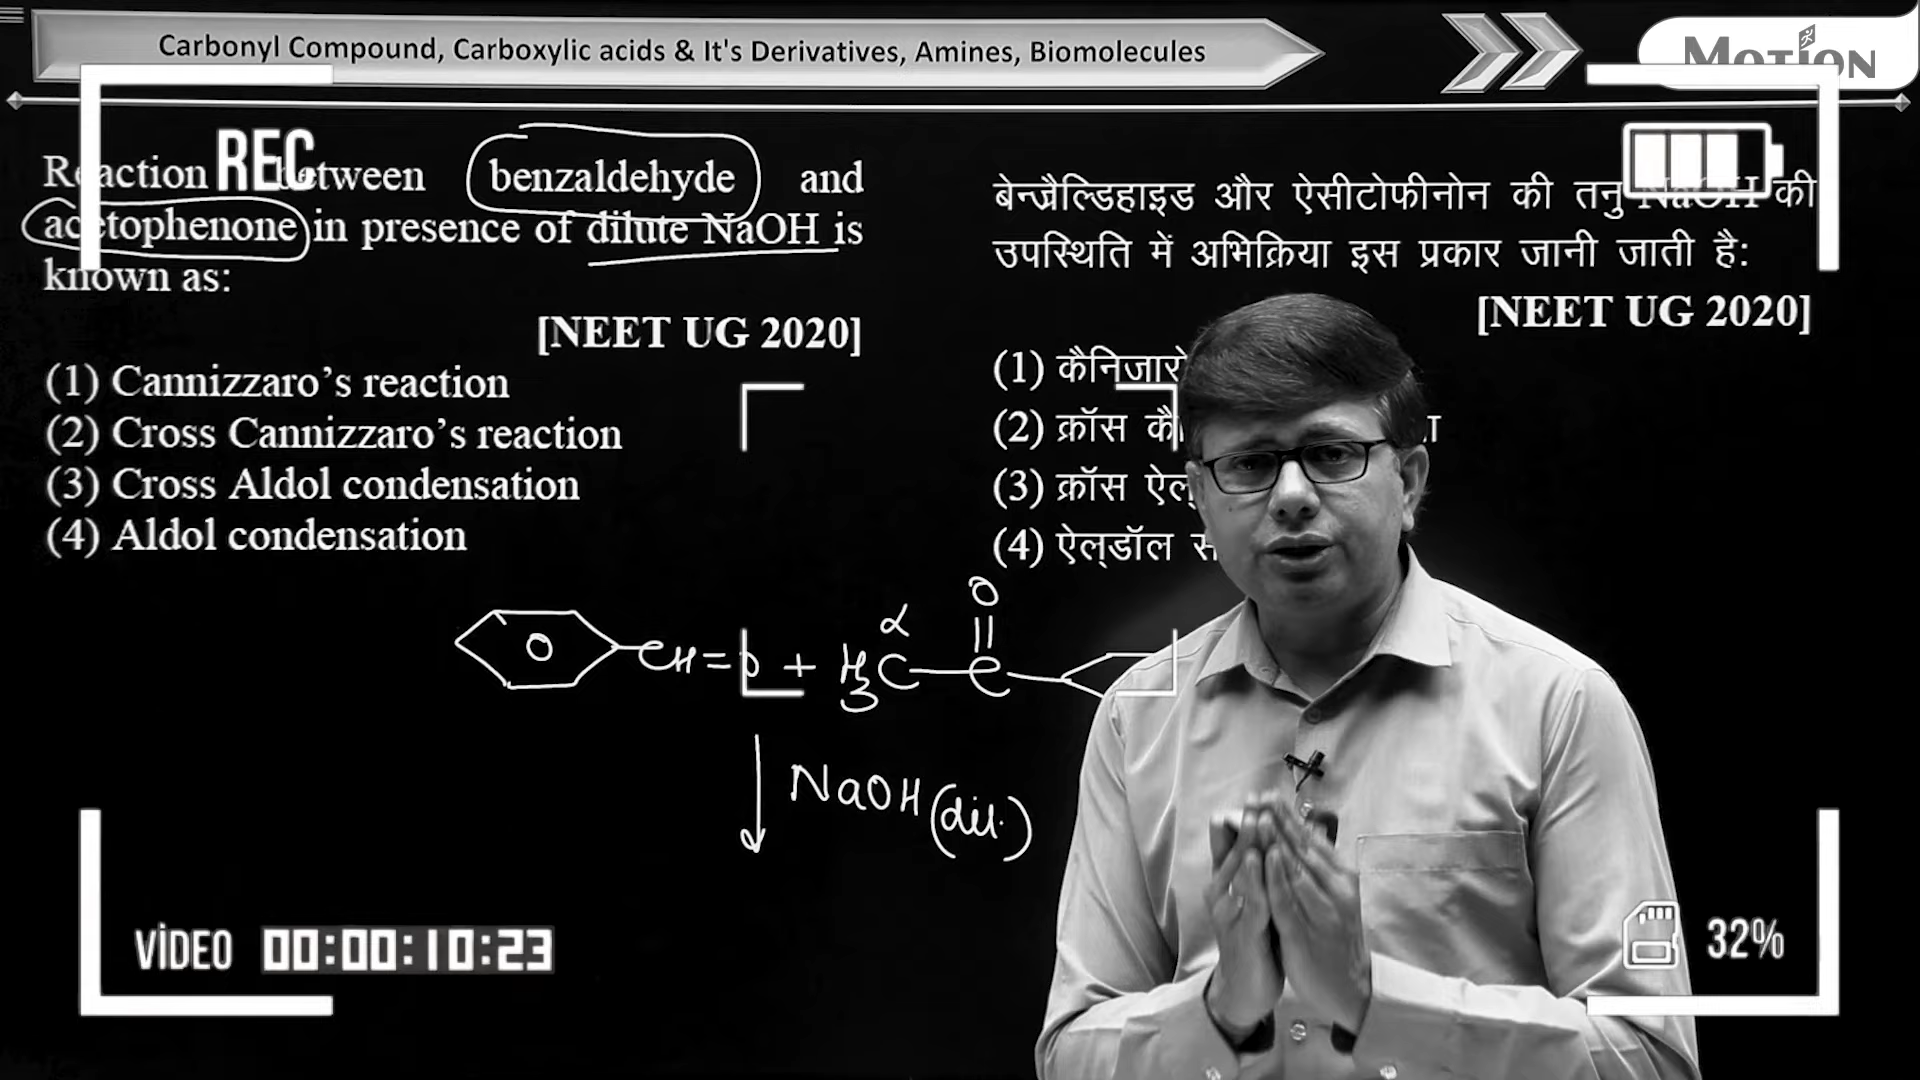 Carbonyl Compound, Carboxylic acids & It's Derivatives, Amines, Biomolecules
MOTION
REC
Reaction between benzaldehyde and
acetophenone in presence of dilute NaOH is
known as:
[NEET UG 2020]
(1) Cannizzaro's reaction
(2) Cross Cannizzaro's reaction
(3) Cross Aldol condensation
(4) Aldol condensation
बेन्जैल्डिहाइड और ऐसीटोफीनोन की तनु NaOH की
उपस्थिति में अभिक्रिया इस प्रकार जानी जाती है:
[NEET UG 2020]
(1) कैनिजारो
(2) क्रॉस
(3) क्रॉस
(4) ऐल्डॉल
α O
CH=O + H3C—C
NaOH (dil.)
VİDEO 00:00:10:23
32%